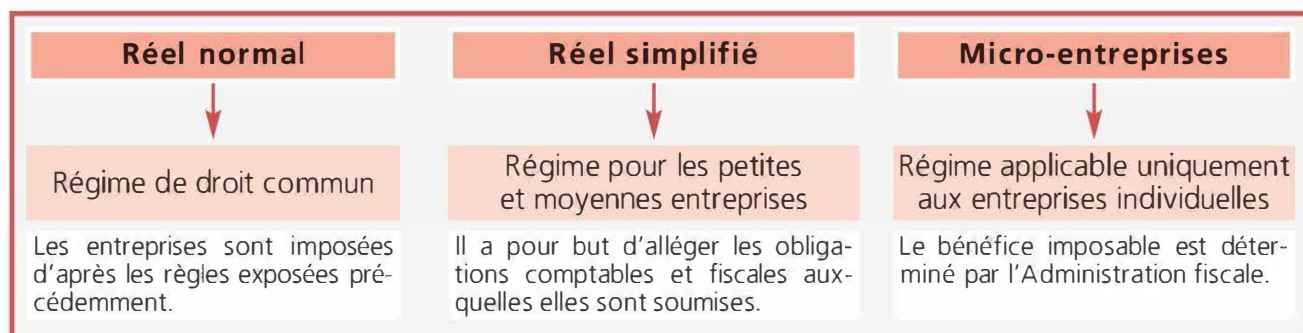 Réel normal
Régime de droit commun
Les entreprises sont imposées
d'après les règles exposées pré-
cédemment.
Réel simplifié
Régime pour les petites
et moyennes entreprises
Il a pour but d'alléger les obliga-
tions comptables et fiscales aux-
quelles elles sont soumises.
Micro-entreprises
Régime applicable uniquement
aux entreprises individuelles
Le bénéfice imposable est déter-
miné par l'Administration fiscale.